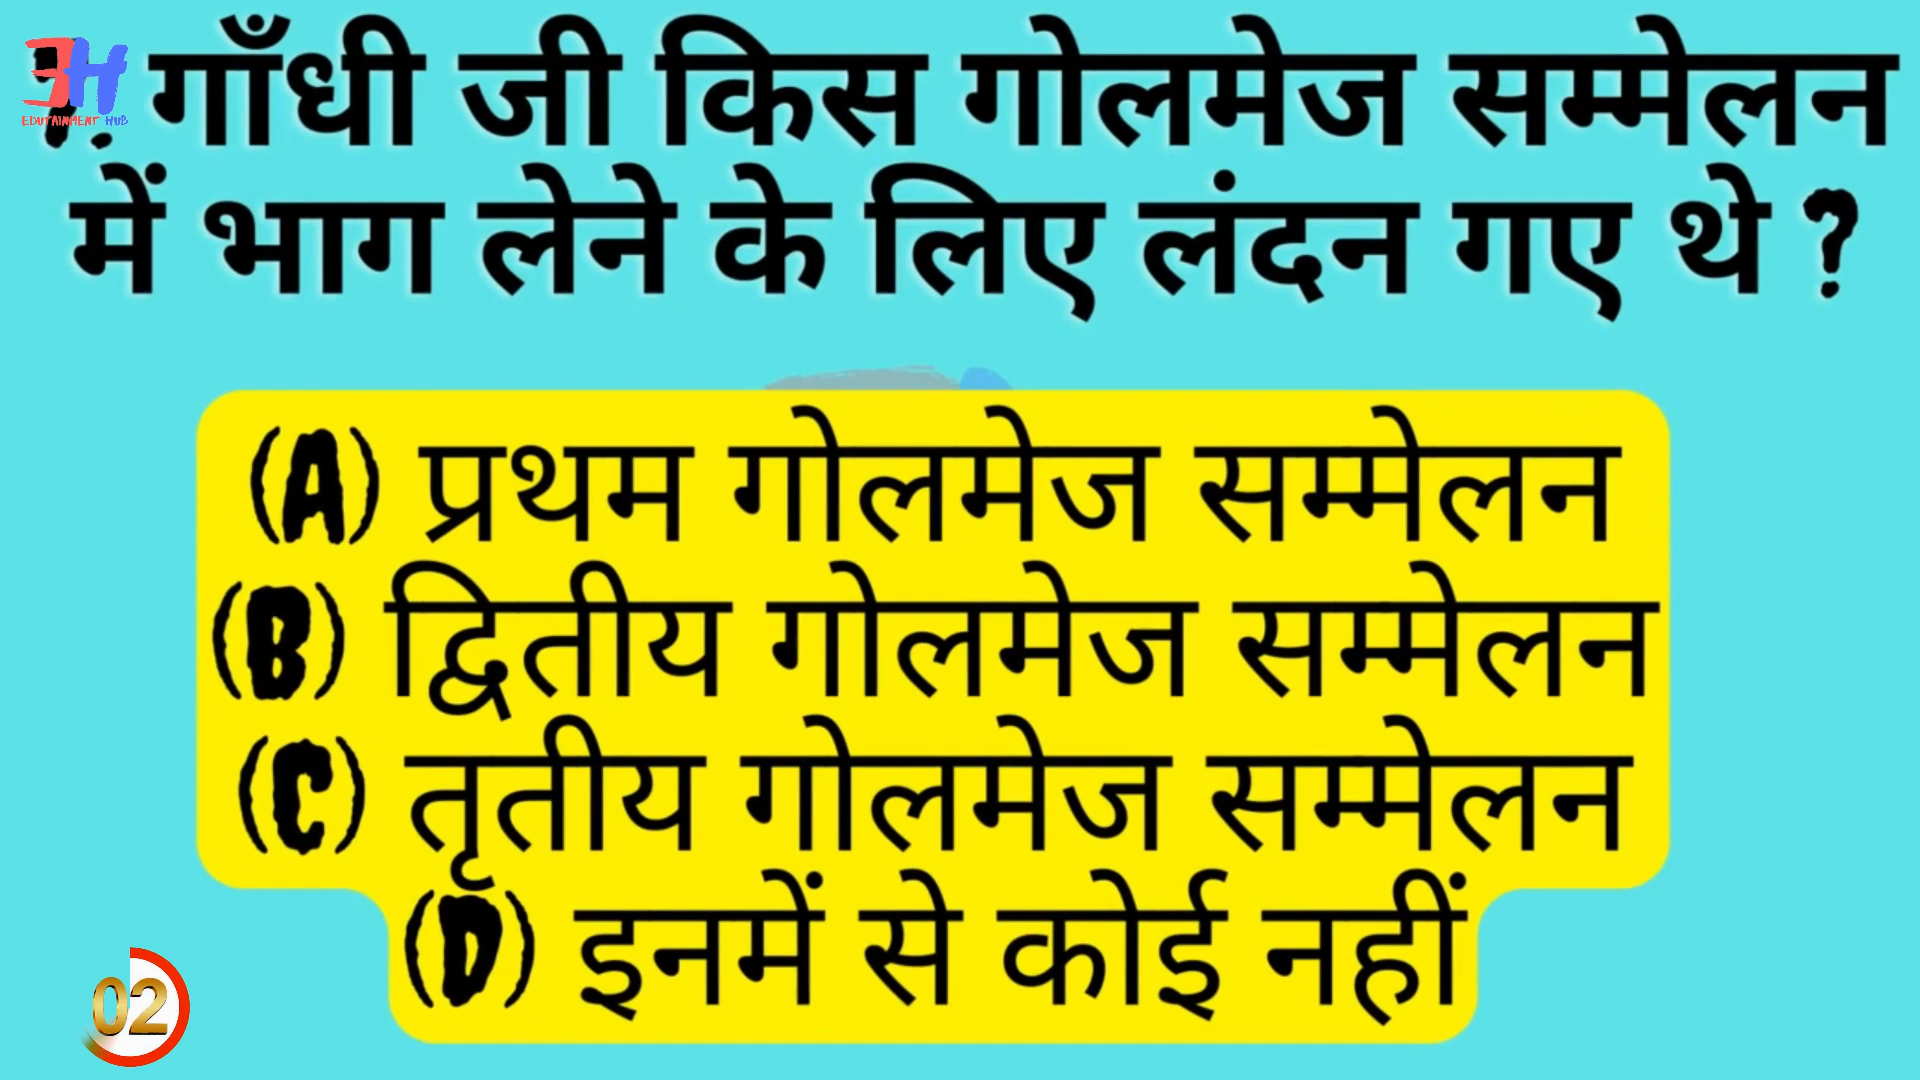 गाँधी जी किस गोलमेज सम्मेलन
में भाग लेने के लिए लंदन गए थे ?
EDUTAINMENT HUB
(A) प्रथम गोलमेज सम्मेलन
(B) द्वितीय गोलमेज सम्मेलन
(C) तृतीय गोलमेज सम्मेलन
(D) इनमें से कोई नहीं
02